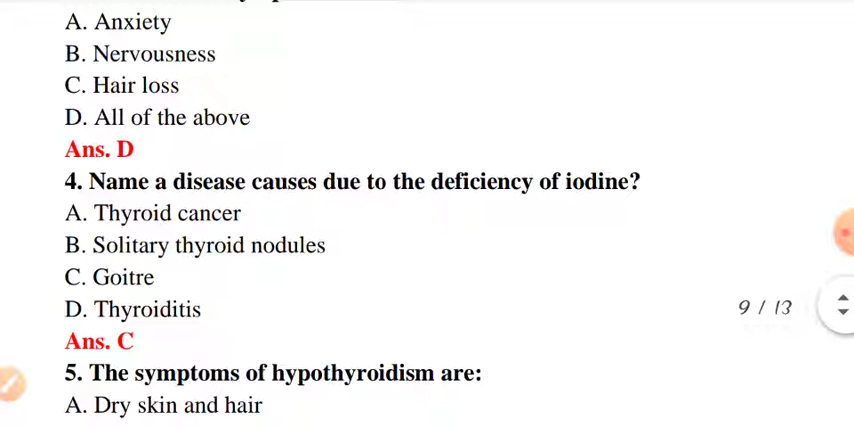 A. Anxiety
B. Nervousness
C. Hair loss
D. All of the above
Ans. D
4. Name a disease causes due to the deficiency of iodine?
A. Thyroid cancer
B. Solitary thyroid nodules
C. Goitre
D. Thyroiditis
9 / 13
Ans. C
5. The symptoms of hypothyroidism are:
A. Dry skin and hair